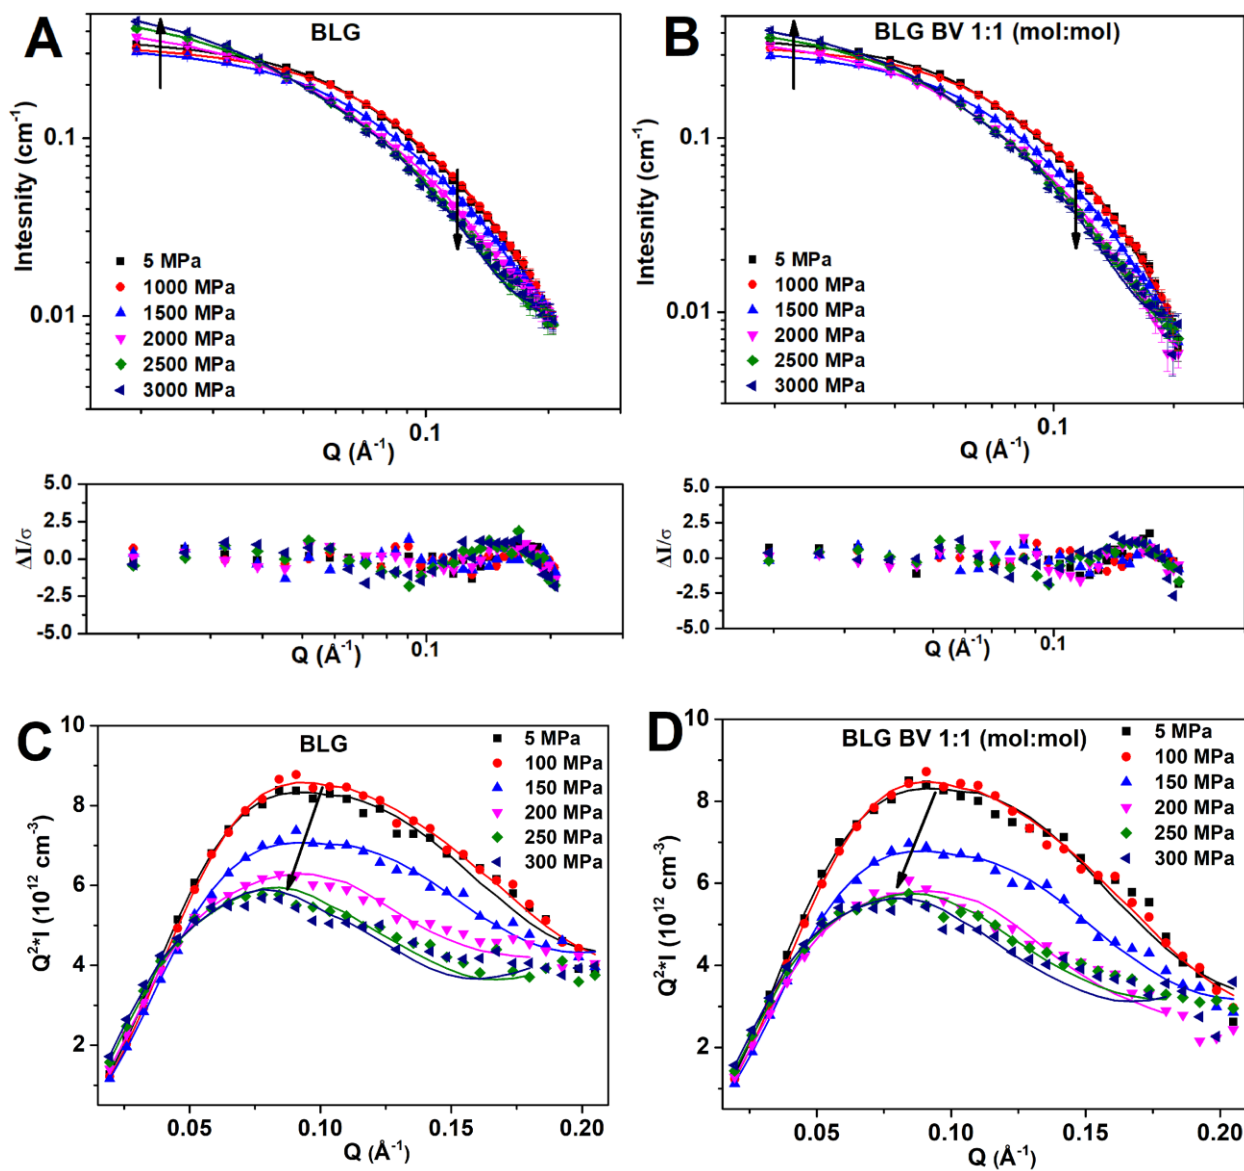 A
BLG
Intesnity (cm-1)
0.1
0.01
5 MPa
1000 MPa
1500 MPa
2000 MPa
2500 MPa
3000 MPa
0.1
Q (Å-1)
B
BLG BV 1:1 (mol:mol)
Intesnity (cm-1)
0.1
0.01
5 MPa
1000 MPa
1500 MPa
2000 MPa
2500 MPa
3000 MPa
0.1
Q (Å-1)
ΔI/σ
5.0
2.5
0.0
-2.5
-5.0
Q (Å-1)
0.1
ΔI/σ
5.0
2.5
0.0
-2.5
-5.0
Q (Å-1)
0.1
C
BLG
5 MPa
100 MPa
150 MPa
200 MPa
250 MPa
300 MPa
Q2*I (1012 cm-3)
10
8
6
4
2
0.05
0.10
0.15
0.20
Q (Å-1)
D
BLG BV 1:1 (mol:mol)
5 MPa
100 MPa
150 MPa
200 MPa
250 MPa
300 MPa
Q2*I (1012 cm-3)
10
8
6
4
2
0.05
0.10
0.15
0.20
Q (Å-1)